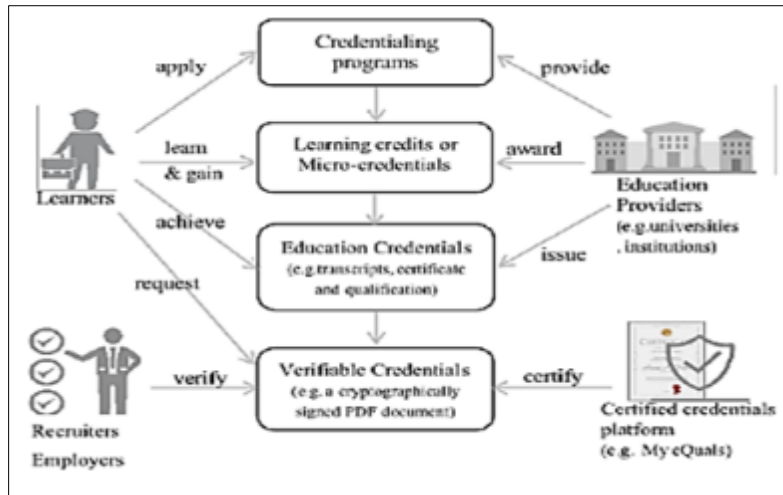 Credentialing
programs
apply
provide
Learning credits or
Micro-credentials
learn
& gain
award
Learners
Education
Providers
(e.g.universities
, institutions)
achieve
Education Credentials
(e.g.transcripts, certificate
and qualification)
issue
request
Verifiable Credentials
(e.g. a cryptographically
signed PDF document)
verify
certify
Recruiters
Employers
Certified credentials
platform
(e.g. My eQuals)